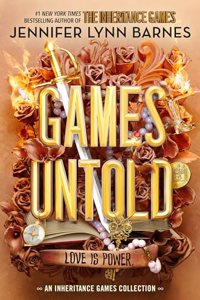 #1 NEW YORK TIMES
BESTSELLING AUTHOR OF THE INHERITANCE GAMES
JENNIFER LYNN BARNES
GAMES
UNTOLD
LOVE IS POWER.
∞ AN INHERITANCE GAMES COLLECTION ∞